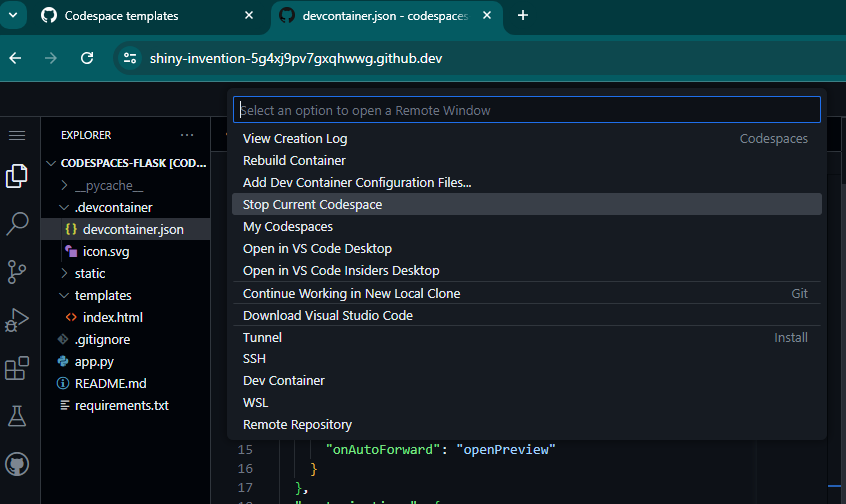 Codespace templates
devcontainer.json - codespaces
shiny-invention-5g4xj9pv7gxqhwwg.github.dev
Select an option to open a Remote Window
View Creation Log Codespaces
Rebuild Container
Add Dev Container Configuration Files...
Stop Current Codespace
My Codespaces
Open in VS Code Desktop
Open in VS Code Insiders Desktop
Continue Working in New Local Clone Git
Download Visual Studio Code
Tunnel Install
SSH
Dev Container
WSL
Remote Repository
EXPLORER ...
CODESPACES-FLASK [COD...
__pycache__
.devcontainer
{} devcontainer.json
icon.svg
static
templates
<> index.html
.gitignore
app.py
README.md
requirements.txt
15 "onAutoForward": "openPreview"
16 }
17 },